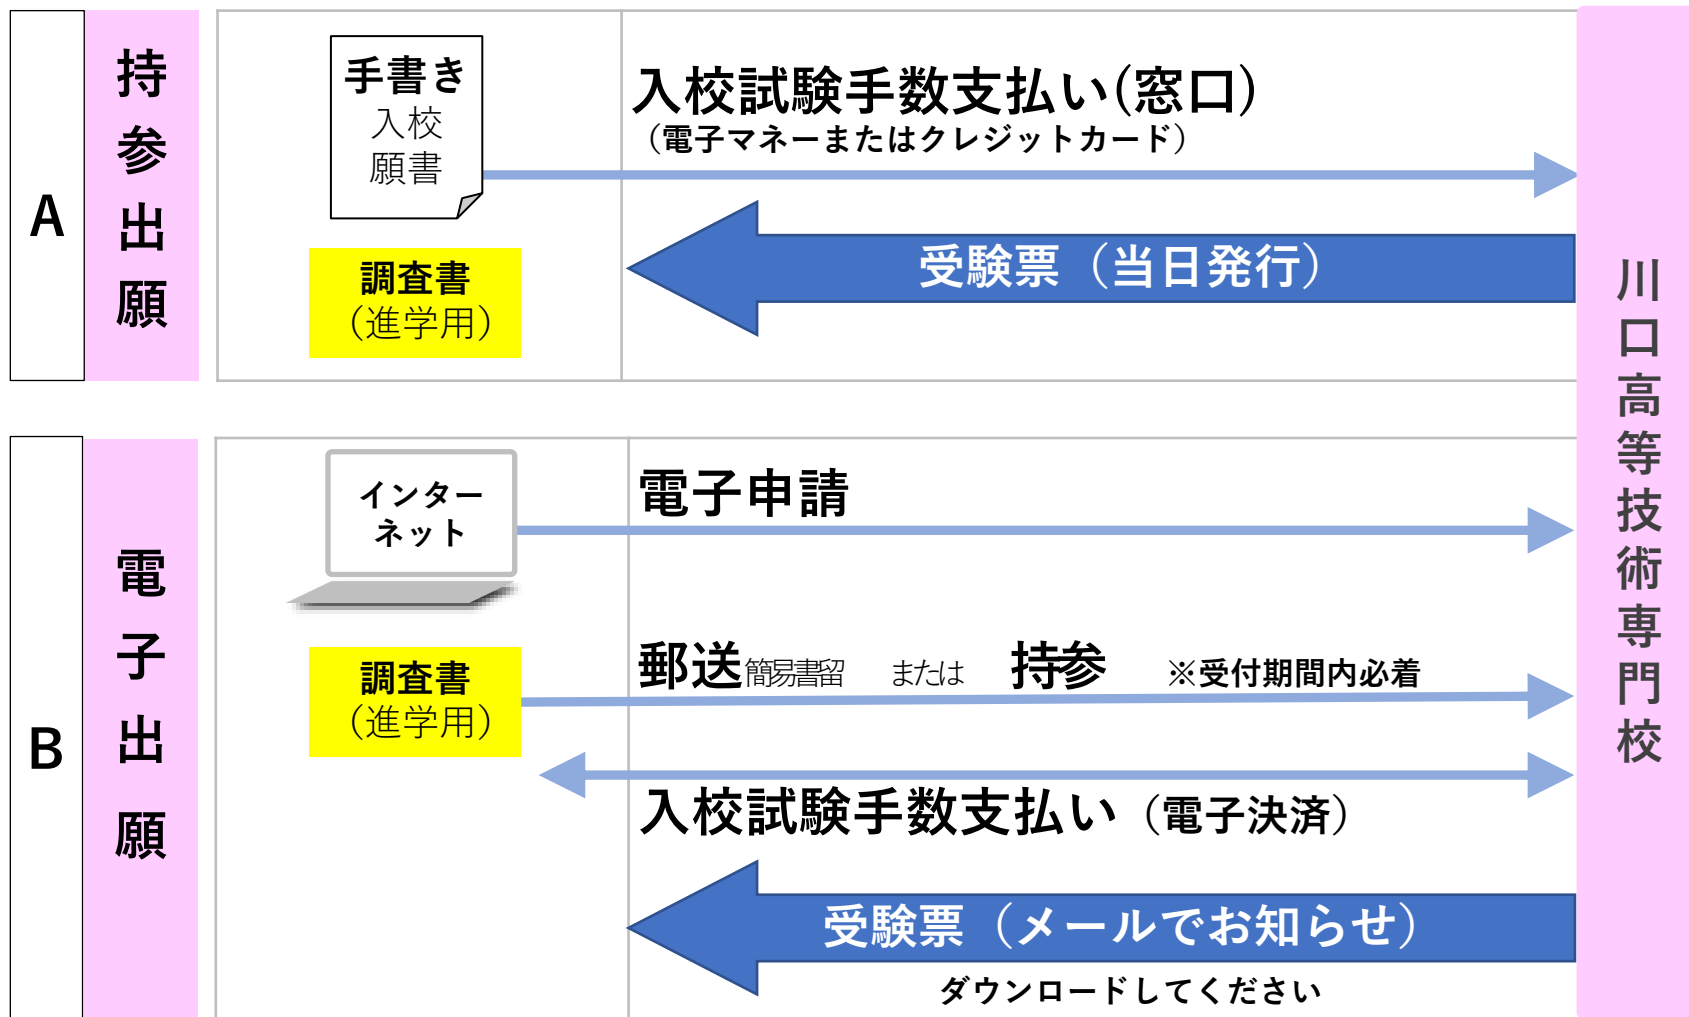 A
持参出願
手書き
入校
願書
調査書
（進学用）
入校試験手数支払い(窓口)
（電子マネーまたはクレジットカード）
受験票（当日発行）
B
電子出願
インター
ネット
調査書
（進学用）
電子申請
郵送簡易書留 または 持参 ※受付期間内必着
入校試験手数支払い（電子決済）
受験票（メールでお知らせ）
ダウンロードしてください
川口高等技術専門校